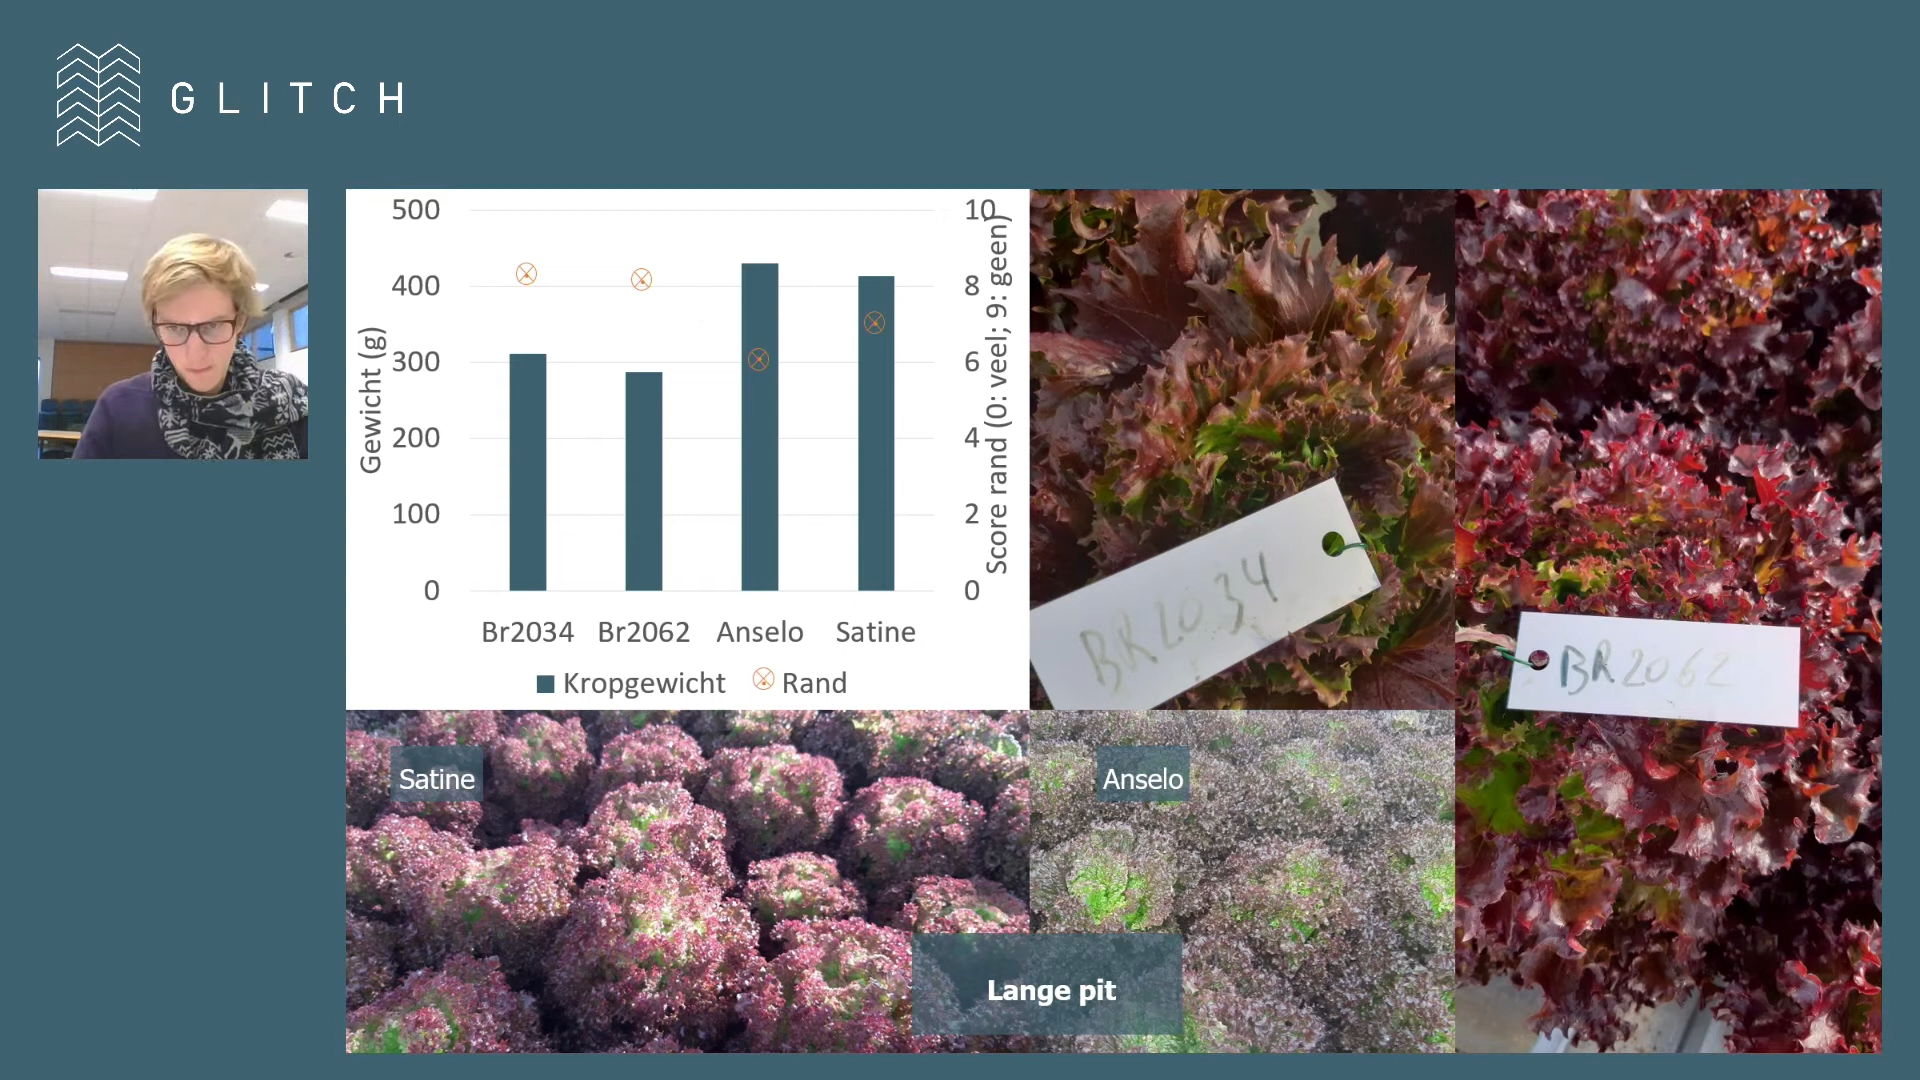 GLITCH
500
400
300
200
100
0
Gewicht (g)
10
8
6
4
2
0
Score rand (0: veel; 9: geen)
Br2034 Br2062 Anselo Satine
Kropgewicht Rand
BR2034
BR2062
Satine
Anselo
Lange pit